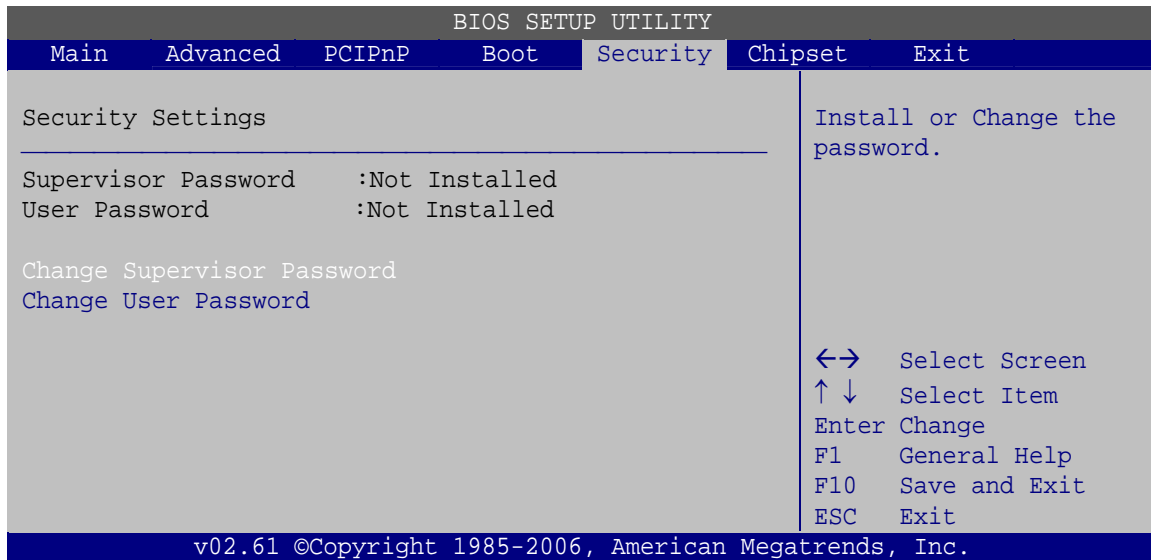 BIOS SETUP UTILITY
Main Advanced PCIPnP Boot Security Chipset Exit
Security Settings
Supervisor Password :Not Installed
User Password :Not Installed
Change Supervisor Password
Change User Password
Install or Change the
password.
←→ Select Screen
↑ ↓ Select Item
Enter Change
F1 General Help
F10 Save and Exit
ESC Exit
v02.61 ©Copyright 1985-2006, American Megatrends, Inc.